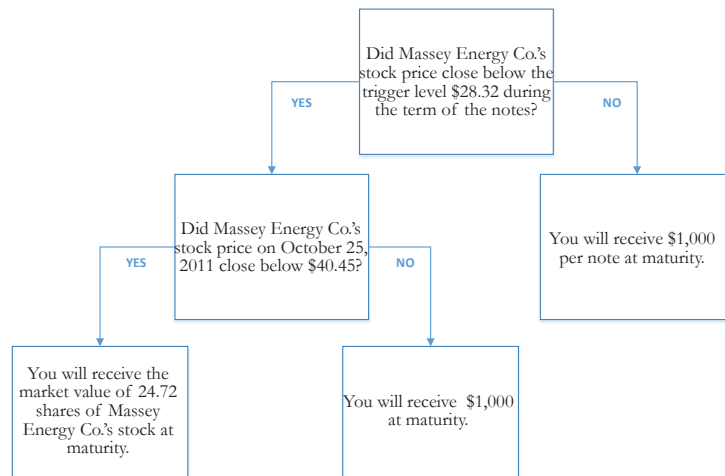 Did Massey Energy Co.'s
stock price close below the
trigger level $28.32 during
the term of the notes?
YES
NO
Did Massey Energy Co.'s
stock price on October 25,
2011 close below $40.45?
You will receive $1,000
per note at maturity.
YES
NO
You will receive the
market value of 24.72
shares of Massey
Energy Co.'s stock at
maturity.
You will receive $1,000
at maturity.